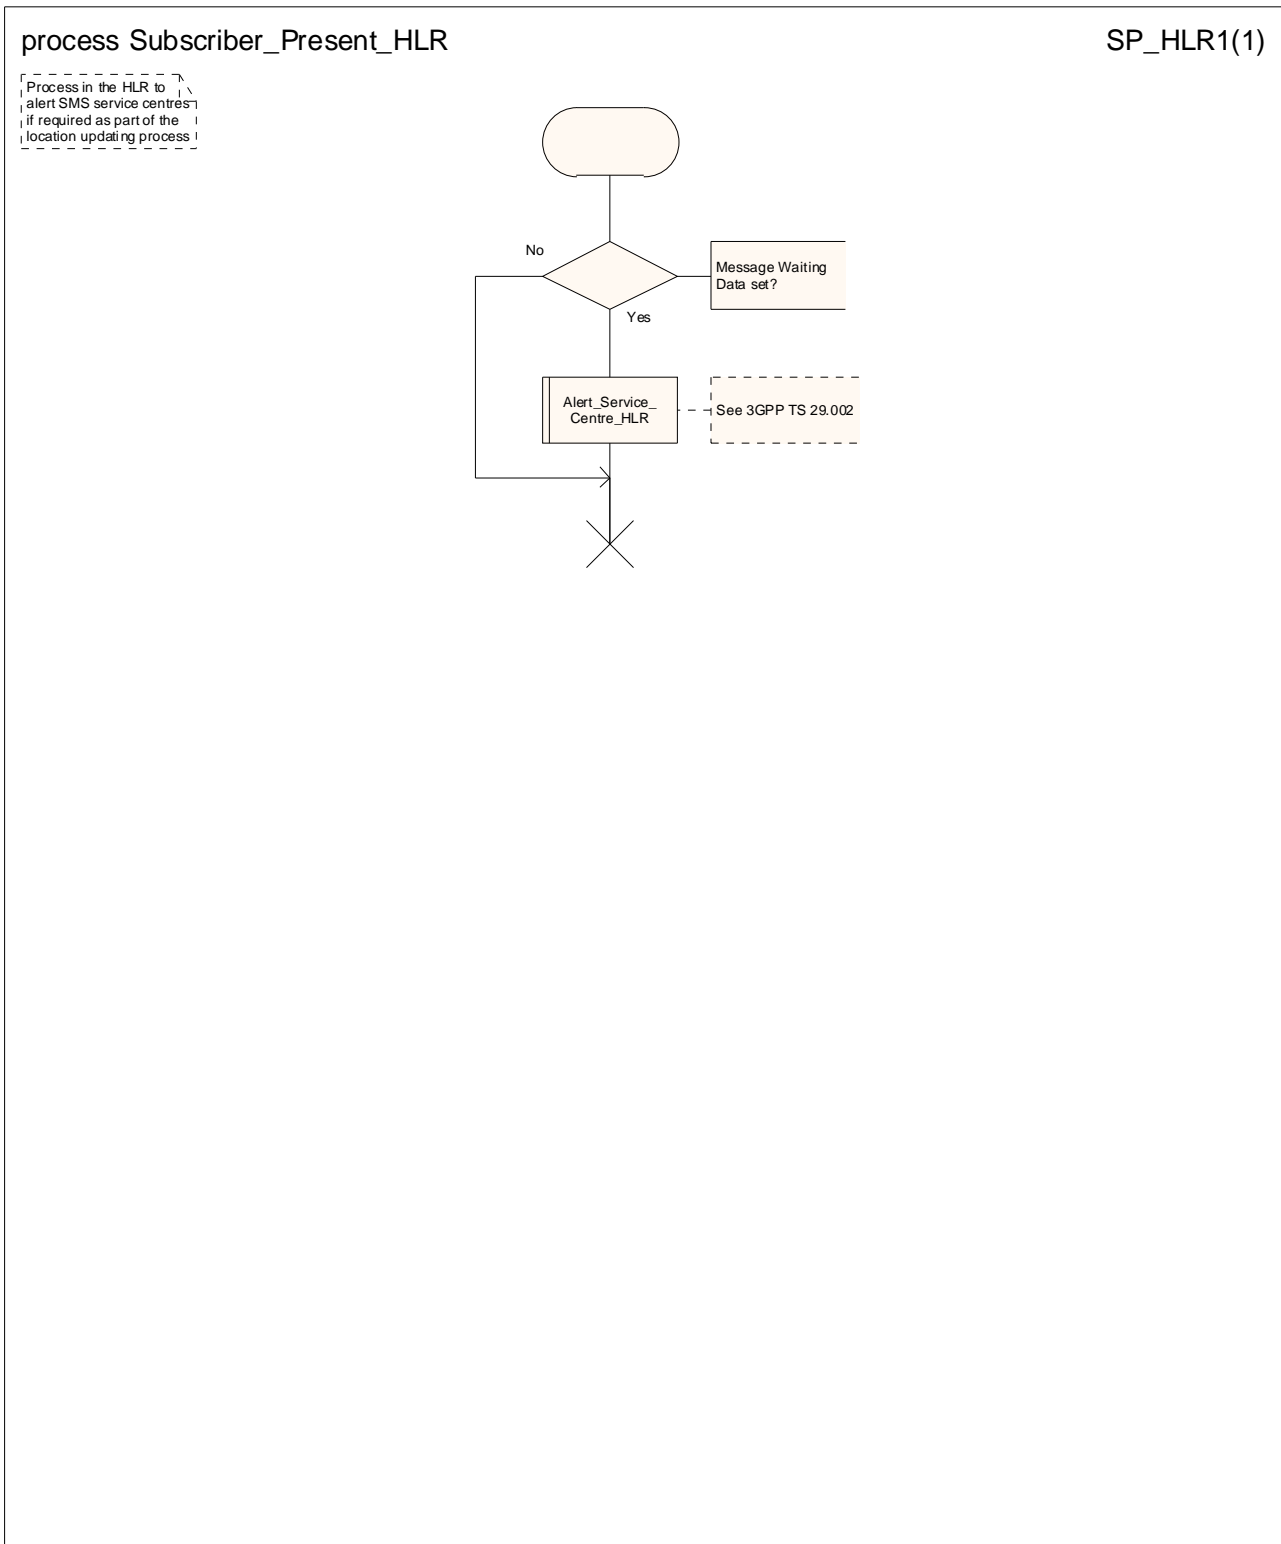 process Subscriber_Present_HLR
SP_HLR1(1)
Process in the HLR to
alert SMS service centres
if required as part of the
location updating process
No
Message Waiting
Data set?
Yes
Alert_Service_
Centre_HLR
See 3GPP TS 29.002